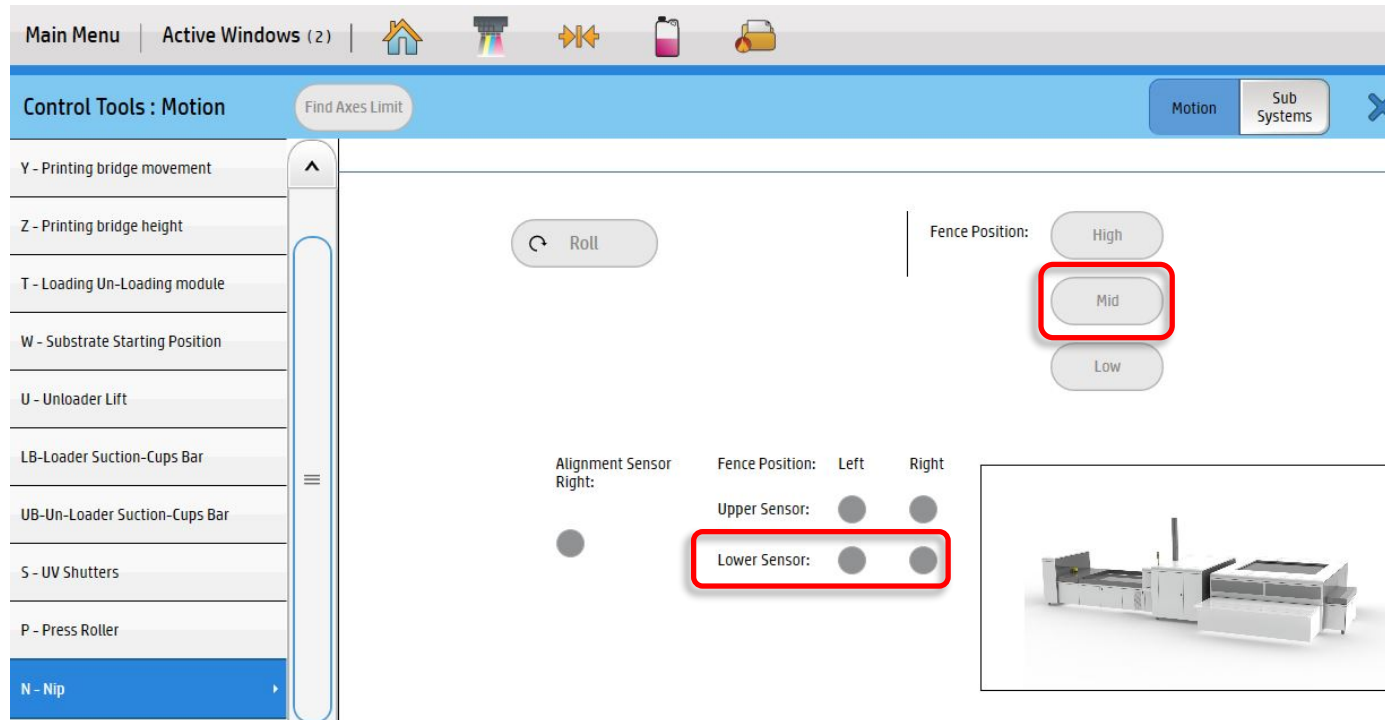 Main Menu | Active Windows (2) |
Control Tools : Motion
Find Axes Limit
Motion
Sub
Systems
Y - Printing bridge movement
Z - Printing bridge height
T - Loading Un-Loading module
W - Substrate Starting Position
U - Unloader Lift
LB-Loader Suction-Cups Bar
UB-Un-Loader Suction-Cups Bar
S - UV Shutters
P - Press Roller
N - Nip
Roll
Fence Position:
High
Mid
Low
Alignment Sensor
Right:
Fence Position: Left Right
Upper Sensor:
Lower Sensor: